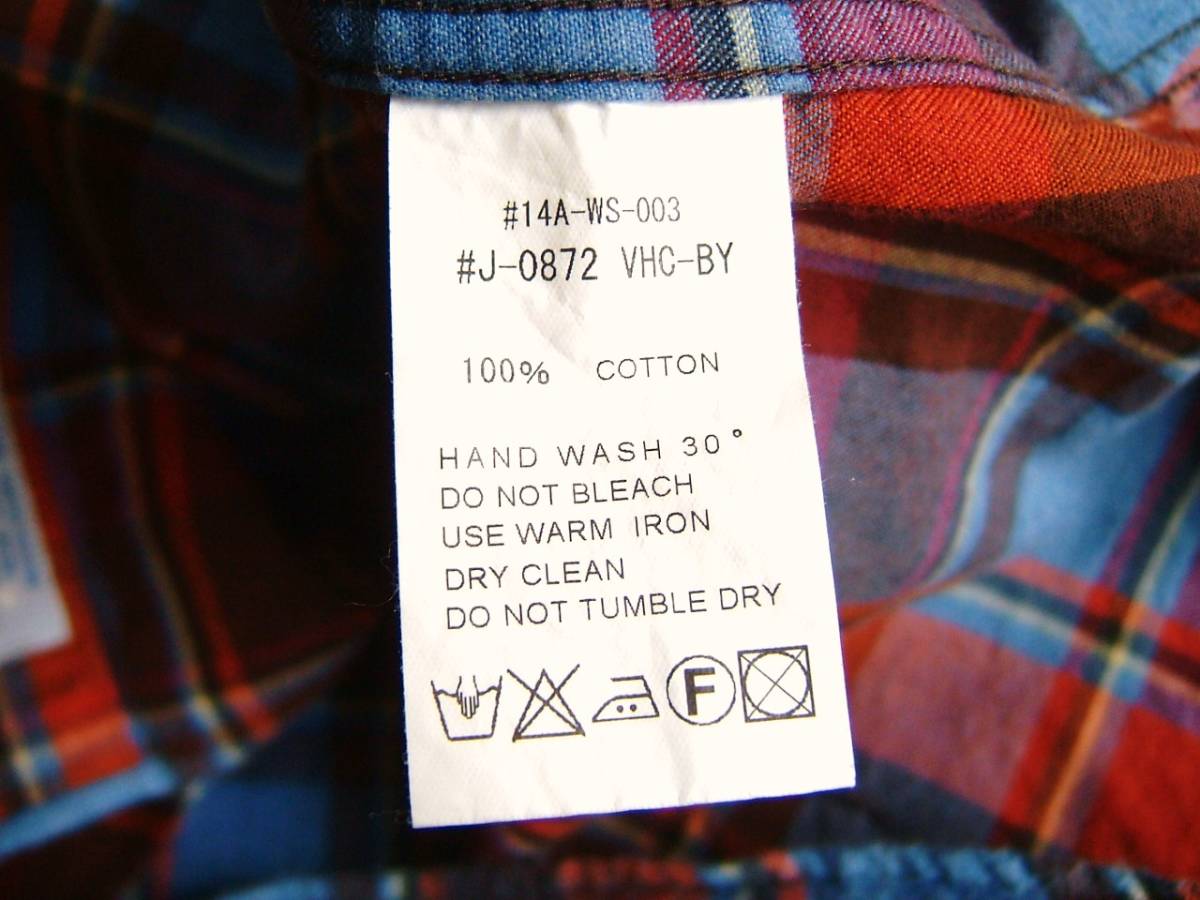 #14A-WS-003
#J-0872 VHC-BY
100% COTTON
HAND WASH 30°
DO NOT BLEACH
USE WARM IRON
DRY CLEAN
DO NOT TUMBLE DRY
F